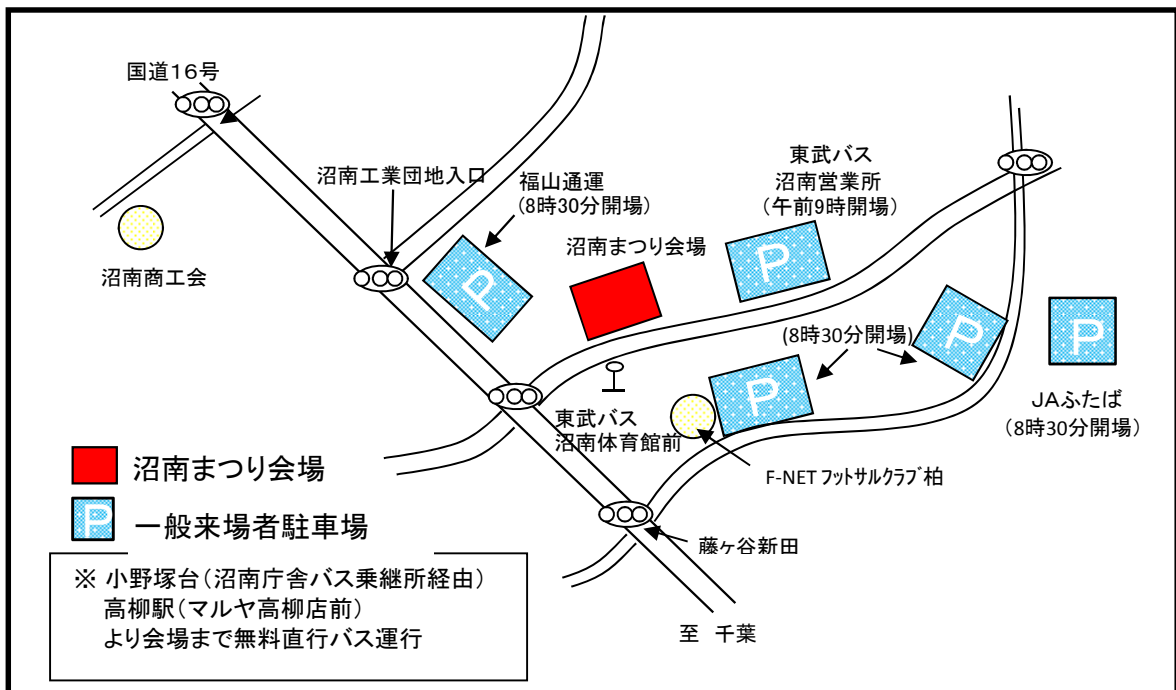 国道16号
沼南工業団地入口
福山通運
(8時30分開場)
東武バス
沼南営業所
(午前9時開場)
沼南まつり会場
沼南商工会
P
P
P
P
P
(8時30分開場)
JAふたば
(8時30分開場)
東武バス
沼南体育館前
F-NET フットサルクラブ柏
藤ヶ谷新田
至 千葉
沼南まつり会場
P 一般来場者駐車場
※ 小野塚台(沼南庁舎バス乗継所経由)
高柳駅(マルヤ高柳店前)
より会場まで無料直行バス運行